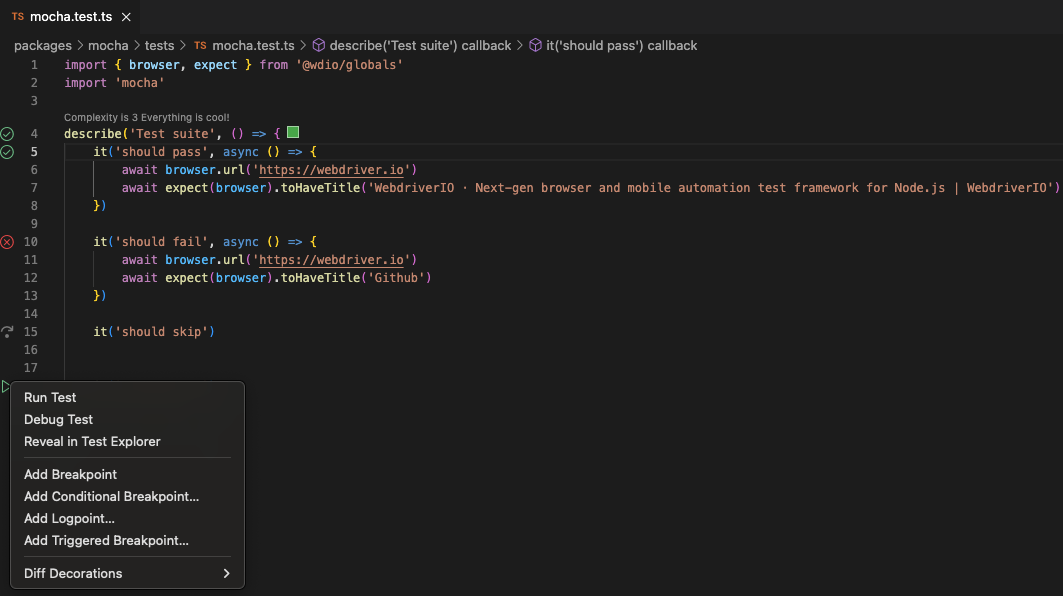 TS mocha.test.ts
packages > mocha > tests > TS mocha.test.ts > describe('Test suite') callback > it('should pass') callback
1 import { browser, expect } from '@wdio/globals'
2 import 'mocha'
3
Complexity is 3 Everything is cool!
4 describe('Test suite', () => {
5 it('should pass', async () => {
6 await browser.url('https://webdriver.io')
7 await expect(browser).toHaveTitle('WebdriverIO · Next-gen browser and mobile automation test framework for Node.js | WebdriverIO')
8 })
9
10 it('should fail', async () => {
11 await browser.url('https://webdriver.io')
12 await expect(browser).toHaveTitle('Github')
13 })
14
15 it('should skip')
16
17
Run Test
Debug Test
Reveal in Test Explorer
Add Breakpoint
Add Conditional Breakpoint...
Add Logpoint...
Add Triggered Breakpoint...
Diff Decorations